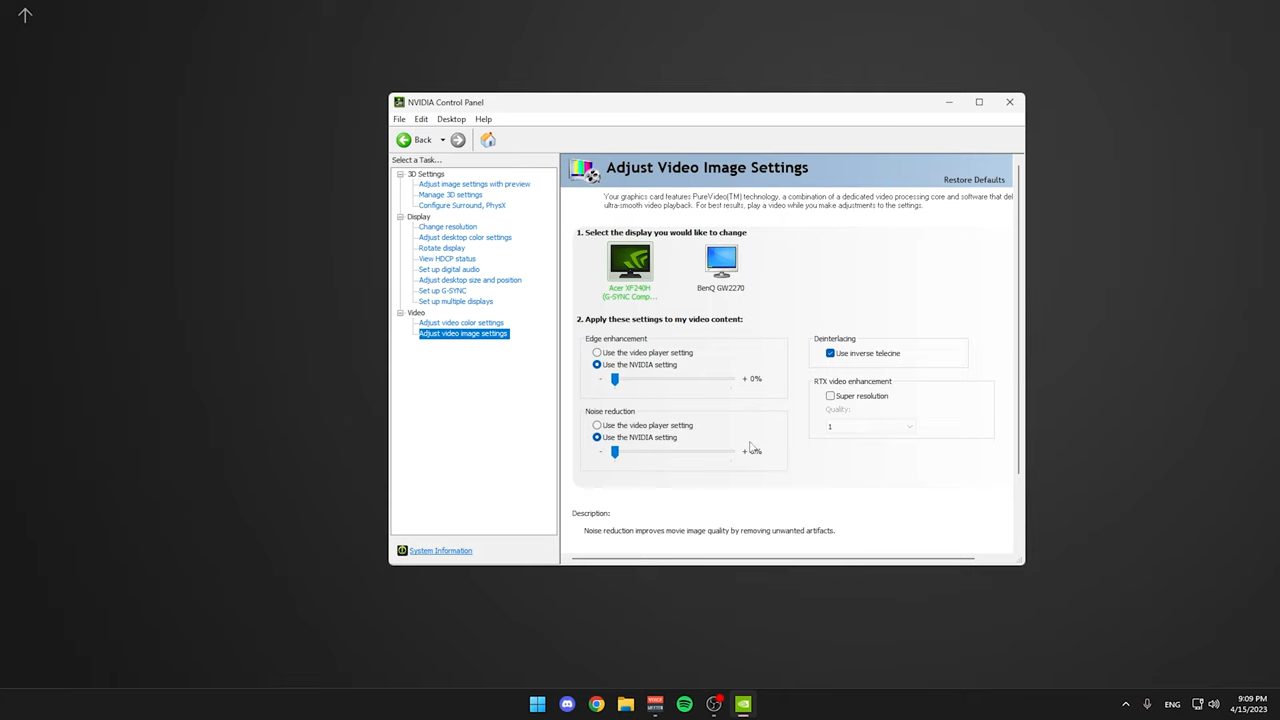 NVIDIA Control Panel
File Edit Desktop Help
Back
Select a Task...
3D Settings
Adjust image settings with preview
Manage 3D settings
Configure Surround, PhysX
Display
Change resolution
Adjust desktop color settings
Rotate display
View HDCP status
Set up digital audio
Adjust desktop size and position
Set up G-SYNC
Set up multiple displays
Video
Adjust video color settings
Adjust video image settings
System Information
Adjust Video Image Settings
Restore Defaults
Your graphics card features PureVideo(TM) technology, a combination of a dedicated video processing core and software that del
ultra-smooth video playback. For best results, play a video while you make adjustments to the settings.
1. Select the display you would like to change
Acer XF240H
(G-SYNC Comp...
BenQ GW2270
2. Apply these settings to my video content:
Edge enhancement
Use the video player setting
Use the NVIDIA setting
- + 0%
Noise reduction
Use the video player setting
Use the NVIDIA setting
- +
Deinterlacing
Use inverse telecine
RTX video enhancement
Super resolution
Quality:
1
Description:
Noise reduction improves movie image quality by removing unwanted artifacts.
VOICE
MEETER
ENG
9:09 PM
4/15/2023